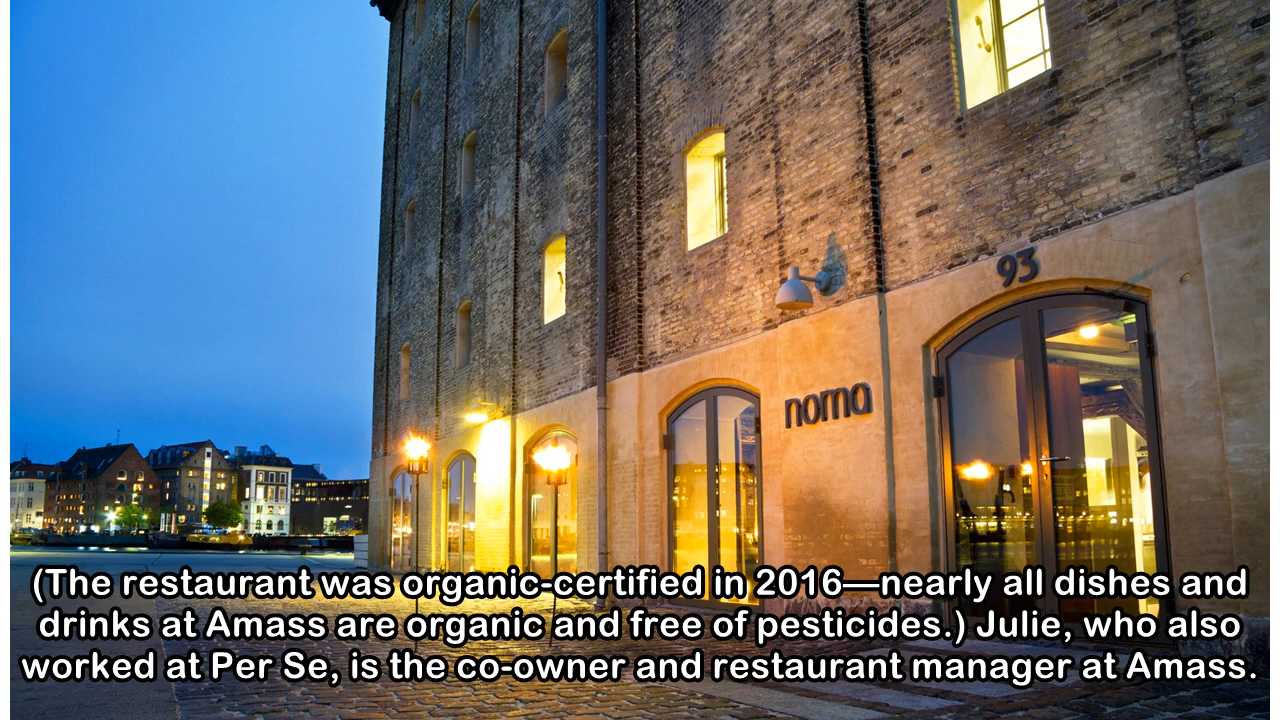 93
noma
(The restaurant was organic-certified in 2016—nearly all dishes and
drinks at Amass are organic and free of pesticides.) Julie, who also
worked at Per Se, is the co-owner and restaurant manager at Amass.